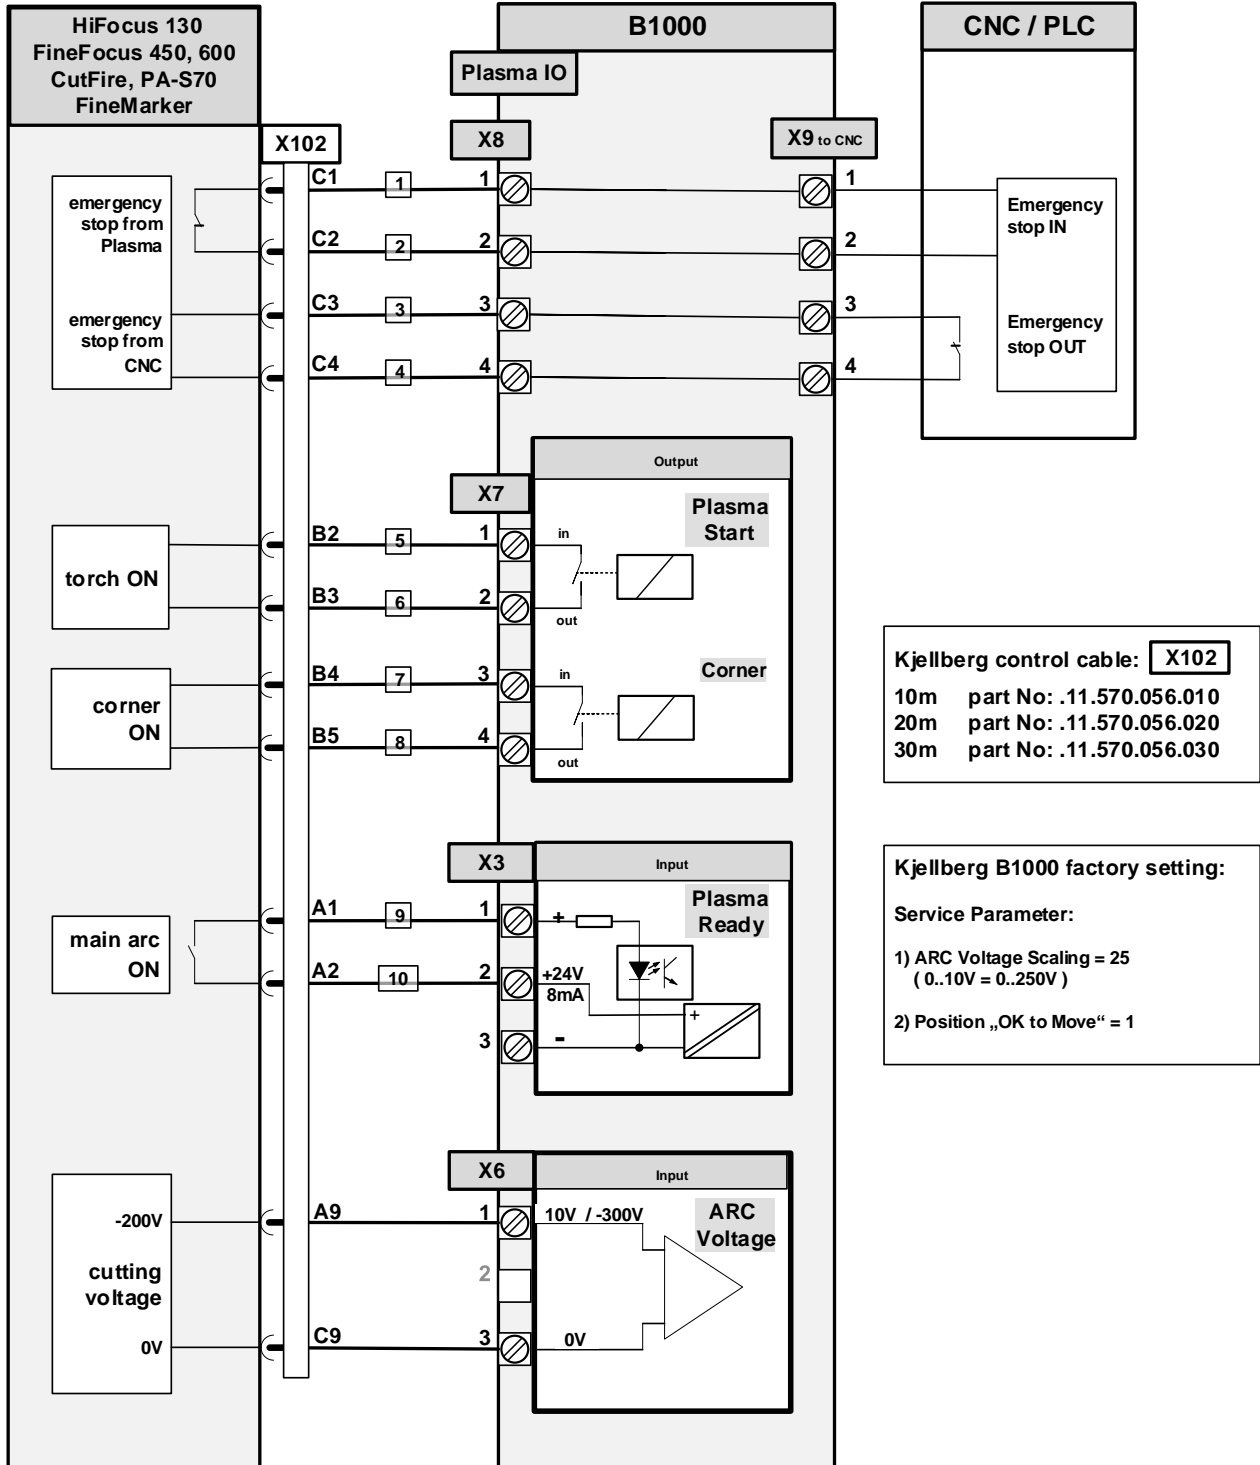 HiFocus 130
FineFocus 450, 600
CutFire, PA-S70
FineMarker
B1000
CNC / PLC
Plasma IO
X102
X8
X9 to CNC
emergency
stop from
Plasma
C1
1
1
1
C2
2
2
2
Emergency
stop IN
emergency
stop from
CNC
C3
3
3
3
C4
4
4
4
Emergency
stop OUT
Output
X7
Plasma
Start
torch ON
B2
5
1
in
B3
6
2
out
corner
ON
B4
7
3
in
Corner
B5
8
4
out
Kjellberg control cable: X102
10m part No: .11.570.056.010
20m part No: .11.570.056.020
30m part No: .11.570.056.030
X3
Input
Plasma
Ready
main arc
ON
A1
9
1
+
A2
10
2
+24V
8mA
+
3
-
Kjellberg B1000 factory setting:
Service Parameter:
1) ARC Voltage Scaling = 25
( 0..10V = 0..250V )
2) Position „OK to Move“ = 1
X6
Input
ARC
Voltage
-200V
A9
1
10V / -300V
cutting
voltage
2
0V
C9
3
0V